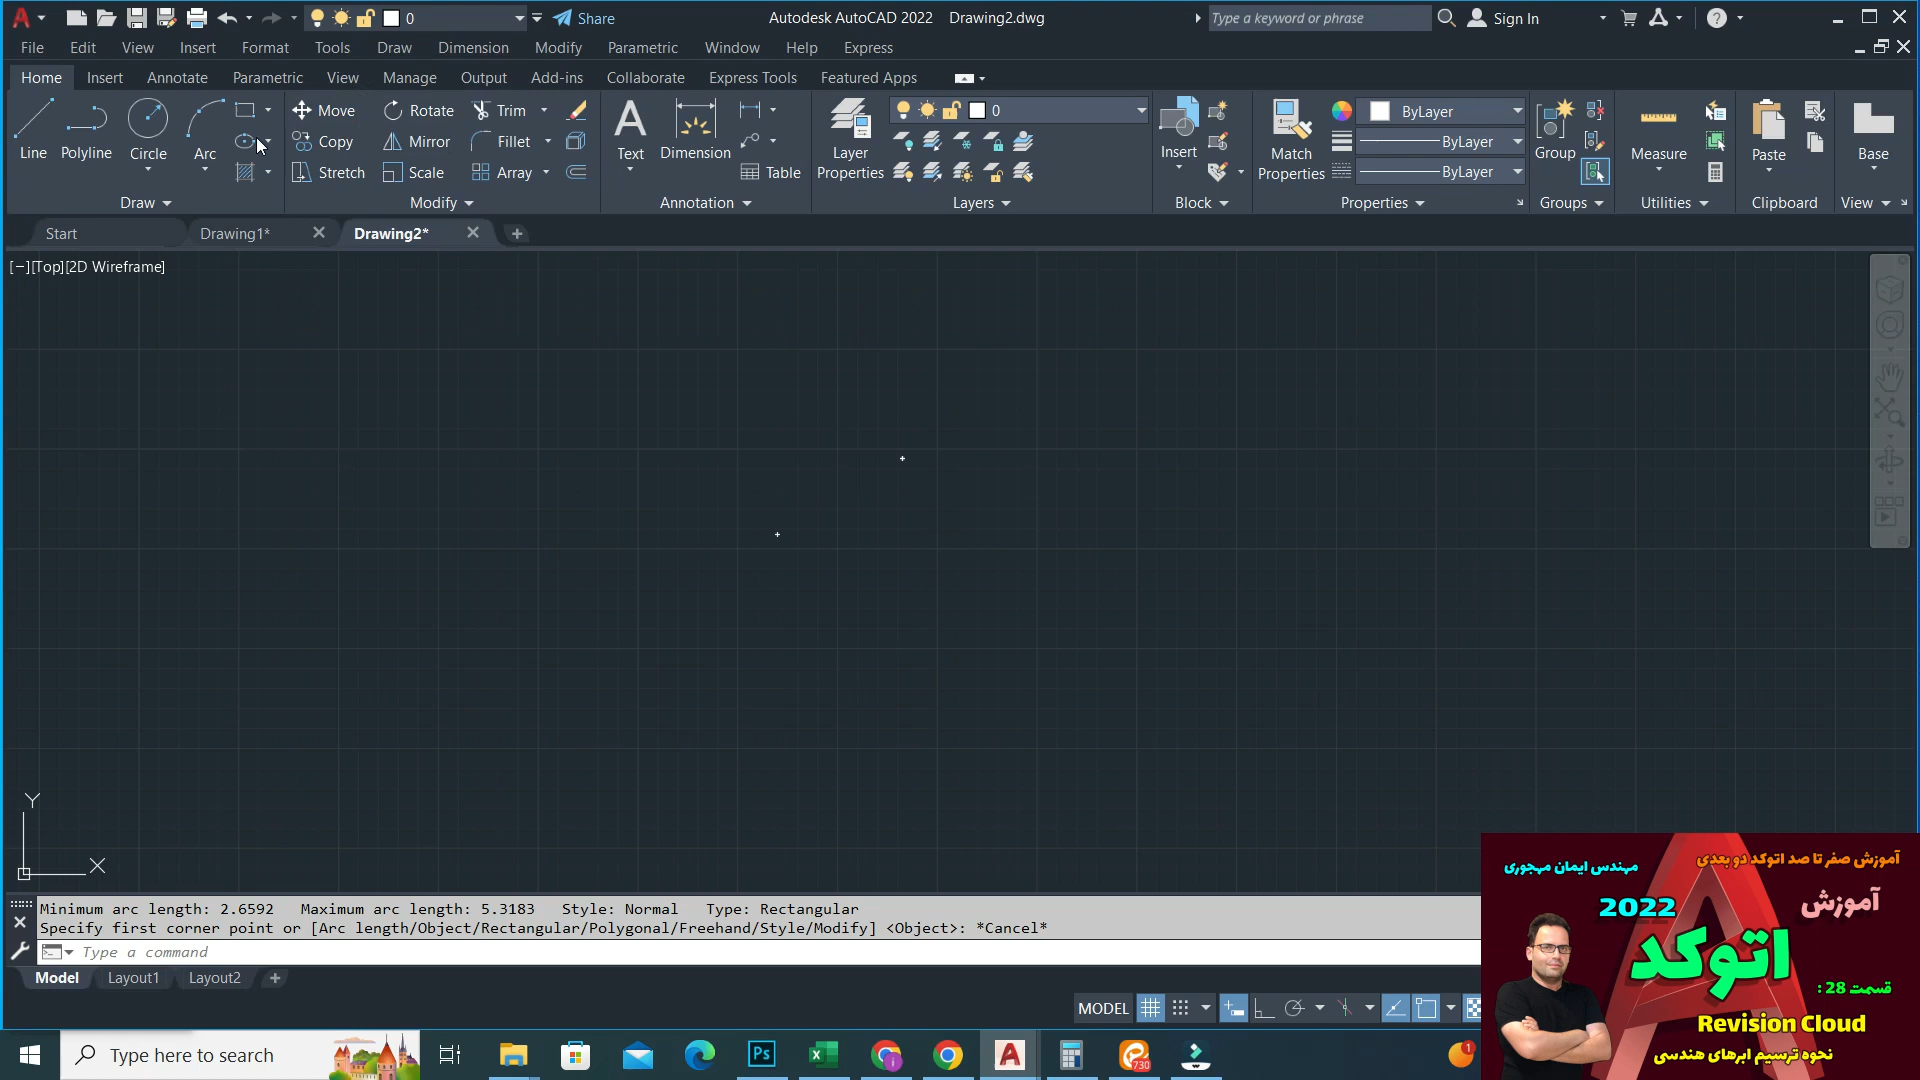 0
Share
Autodesk AutoCAD 2022 Drawing2.dwg
Type a keyword or phrase
Sign In
File Edit View Insert Format Tools Draw Dimension Modify Parametric Window Help Express
Home Insert Annotate Parametric View Manage Output Add-ins Collaborate Express Tools Featured Apps
Line Polyline Circle Arc
Move Rotate Trim
Copy Mirror Fillet
Stretch Scale Array
Text Dimension Table
Layer Properties
0
Insert
Match Properties
ByLayer
ByLayer
ByLayer
Group
Measure
Paste
Base
Draw Modify Annotation Layers Block Properties Groups Utilities Clipboard View
Start Drawing1* Drawing2*
[−][Top][2D Wireframe]
Y
X
Minimum arc length: 2.6592 Maximum arc length: 5.3183 Style: Normal Type: Rectangular
Specify first corner point or [Arc length/Object/Rectangular/Polygonal/Freehand/Style/Modify] <Object>: *Cancel*
Type a command
Model Layout1 Layout2
MODEL
آموزش صفر تا صد اتوکد دو بعدی
مهندس ایمان مهجوری
آموزش
2022
اتوکد
قسمت 28 :
Revision Cloud
نحوه ترسیم ابرهای هندسی
Type here to search
Ps
730
1